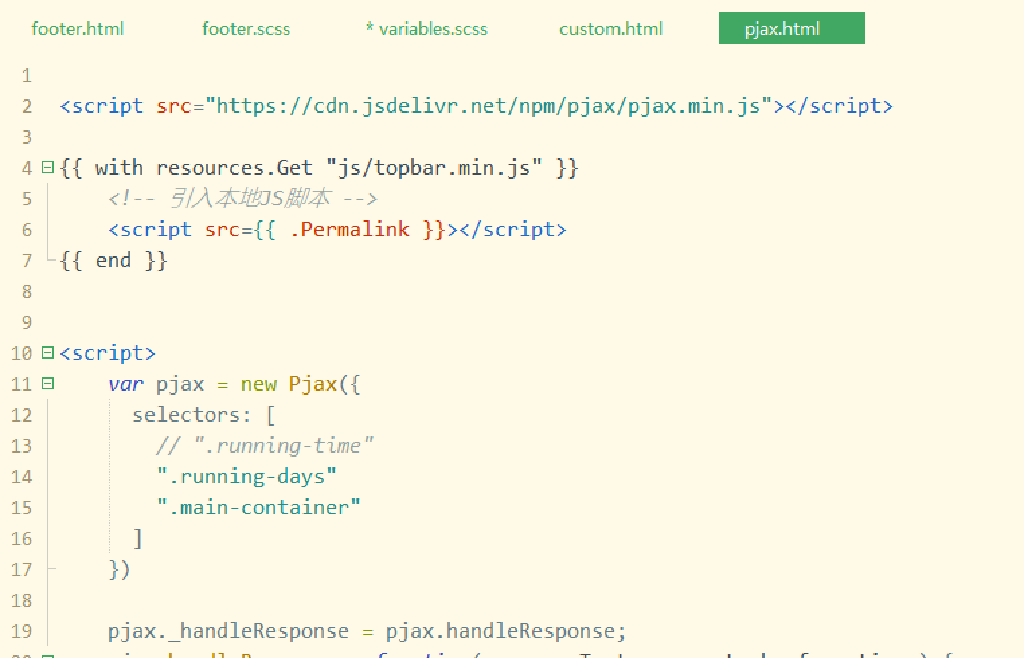 footer.html footer.scss * variables.scss custom.html pjax.html
1
2 <script src="https://cdn.jsdelivr.net/npm/pjax/pjax.min.js"></script>
3
4 {{ with resources.Get "js/topbar.min.js" }}
5 <!-- 引入本地JS脚本 -->
6 <script src={{ .Permalink }}></script>
7 {{ end }}
8
9
10 <script>
11 var pjax = new Pjax({
12 selectors: [
13 // ".running-time"
14 ".running-days"
15 ".main-container"
16 ]
17 })
18
19 pjax._handleResponse = pjax.handleResponse;